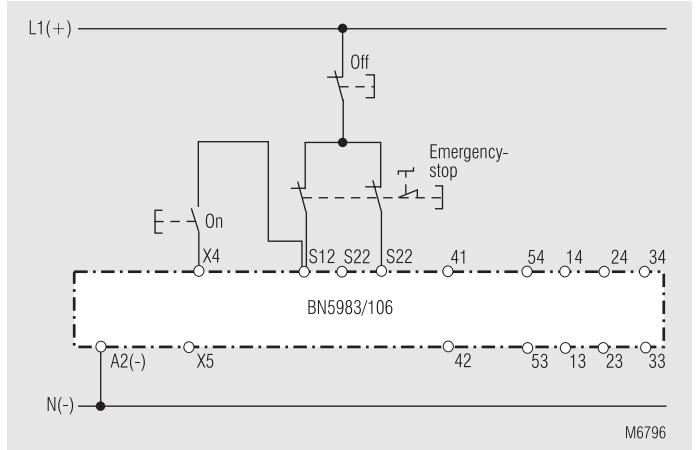 L1(+)
Off
Emergency-
stop
On
X4
S12
S22
S22
41
54
14
24
34
BN5983/106
A2(-)
X5
42
53
13
23
33
N(-)
M6796